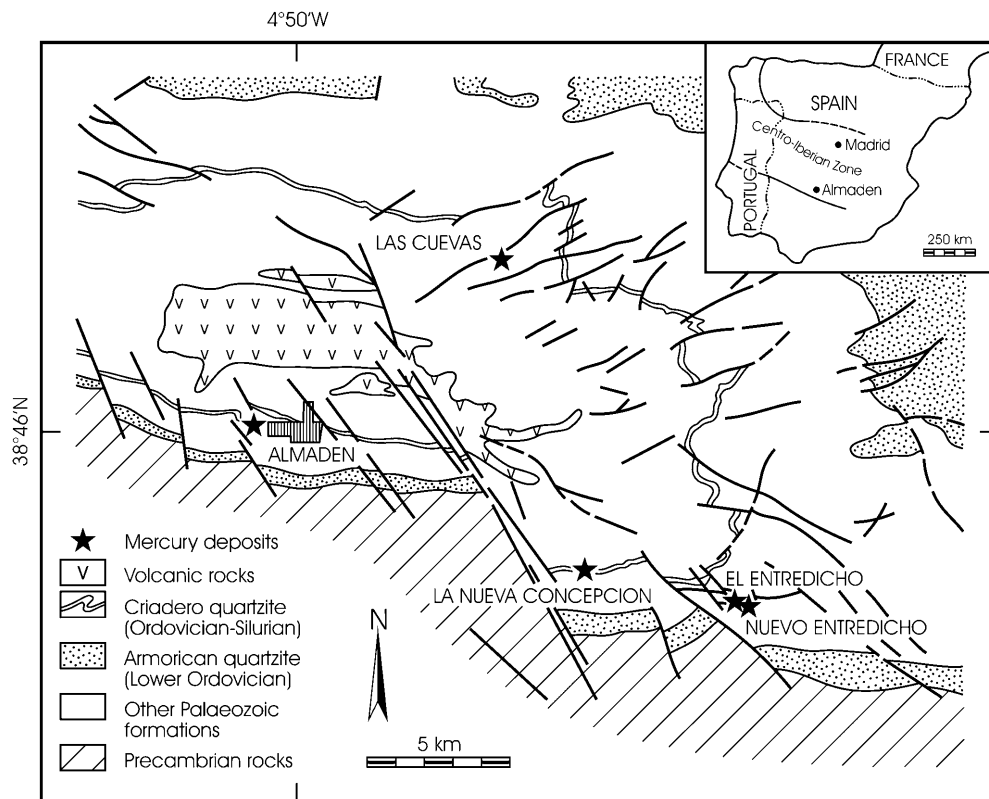 4°50'W
FRANCE
SPAIN
Centro-Iberian Zone
Madrid
PORTUGAL
Almaden
250 km
LAS CUEVAS
38°46'N
ALMADEN
Mercury deposits
v Volcanic rocks
Criadero quartzite
(Ordovician-Silurian)
Armorican quartzite
(Lower Ordovician)
Other Palaeozoic
formations
Precambrian rocks
N
5 km
LA NUEVA CONCEPCION
EL ENTREDICHO
NUEVO ENTREDICHO